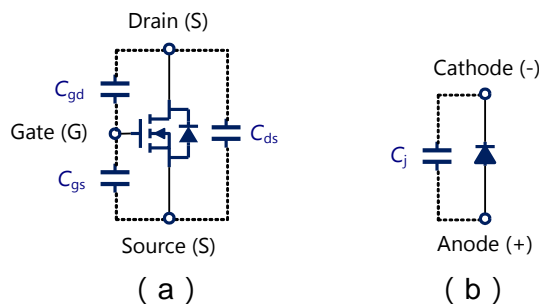 Drain (S)
Cathode (-)
Cgd
Gate (G)
Cds
Cj
Cgs
Source (S)
Anode (+)
(a)
(b)